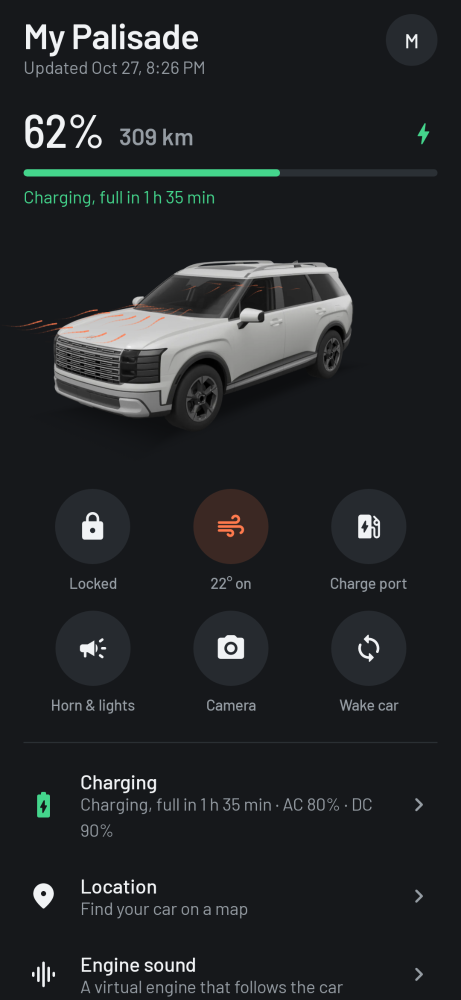 My Palisade
M
Updated Oct 27, 8:26 PM
62% 309 km
Charging, full in 1 h 35 min
Locked
22° on
Charge port
Horn & lights
Camera
Wake car
Charging
Charging, full in 1 h 35 min · AC 80% · DC
90%
Location
Find your car on a map
Engine sound
A virtual engine that follows the car